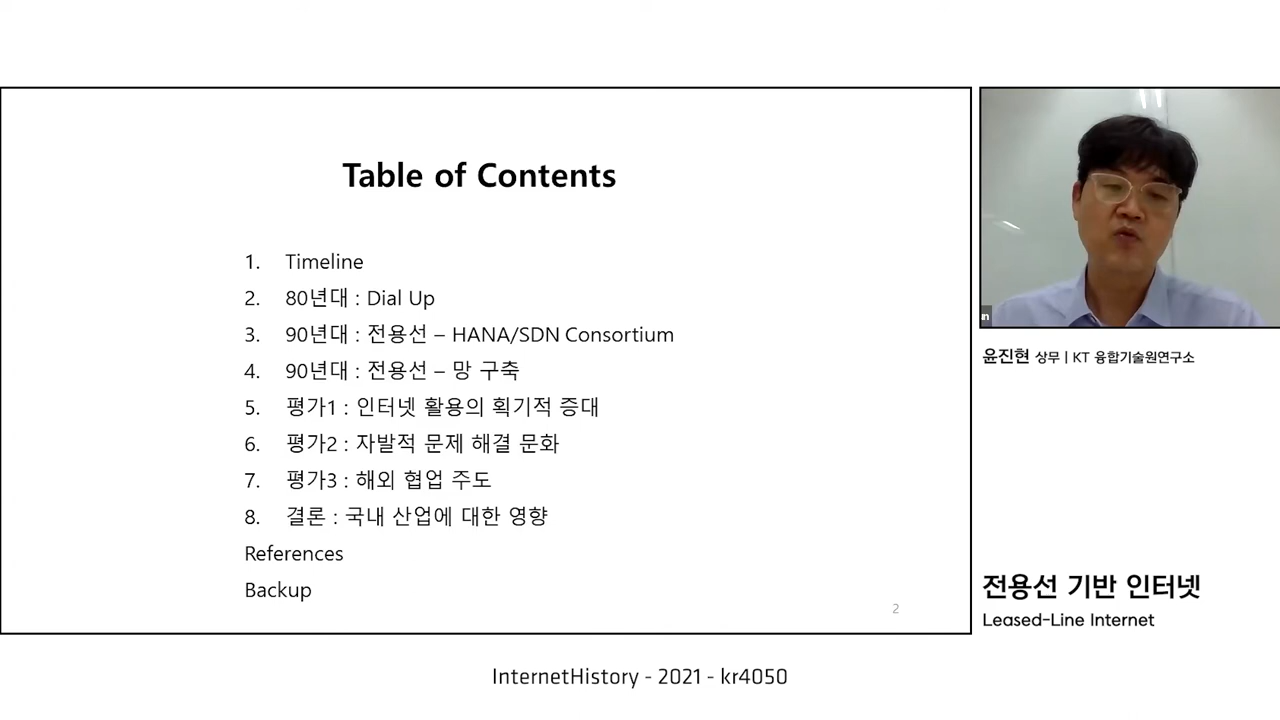 Table of Contents
1. Timeline
2. 80년대 : Dial Up
3. 90년대 : 전용선 – HANA/SDN Consortium
4. 90년대 : 전용선 – 망 구축
5. 평가1 : 인터넷 활용의 획기적 증대
6. 평가2 : 자발적 문제 해결 문화
7. 평가3 : 해외 협업 주도
8. 결론 : 국내 산업에 대한 영향
References
Backup
2
윤진현 상무 | KT 융합기술원연구소
전용선 기반 인터넷
Leased-Line Internet
InternetHistory - 2021 - kr4050